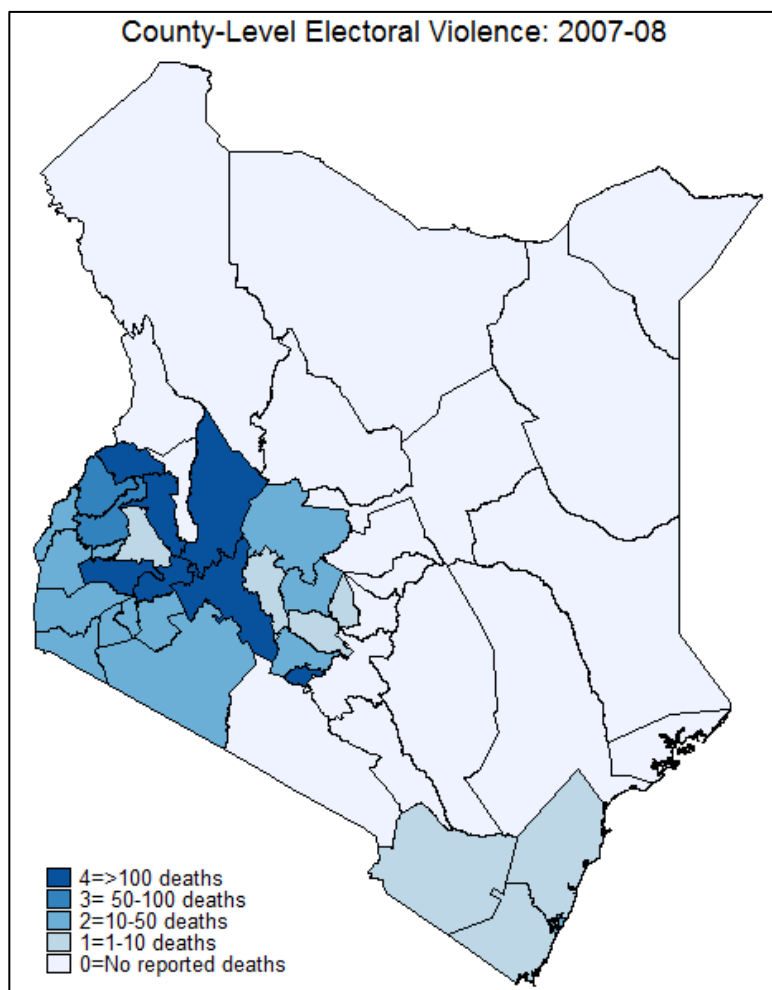 County-Level Electoral Violence: 2007-08
4=>100 deaths
3= 50-100 deaths
2=10-50 deaths
1=1-10 deaths
0=No reported deaths